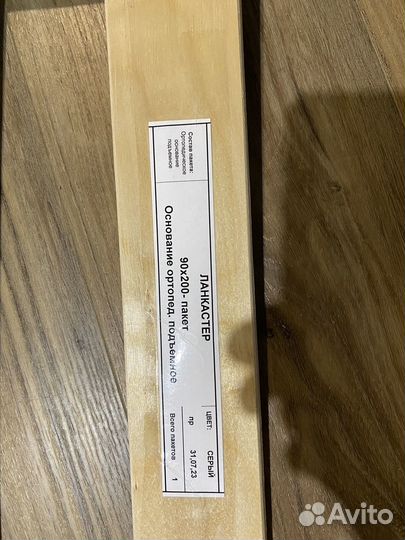 Состав пакета:
Ортопедическое
основание
подъемное
ЛАНКАСТЕР
90х200- пакет
Основание ортопед. подъемное
ЦВЕТ: СЕРЫЙ
пр 31,07,23
Всего пакетов 1
Avito